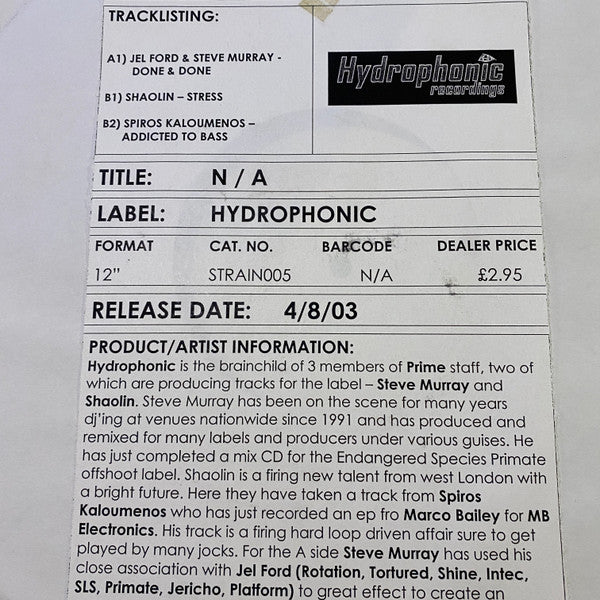 TRACKLISTING:
A1) JEL FORD & STEVE MURRAY -
DONE & DONE
B1) SHAOLIN – STRESS
B2) SPIROS KALOUMENOS –
ADDICTED TO BASS
Hydrophonic
recordings
TITLE: N / A
LABEL: HYDROPHONIC
FORMAT CAT. NO. BARCODE DEALER PRICE
12” STRAIN005 N/A £2.95
RELEASE DATE: 4/8/03
PRODUCT/ARTIST INFORMATION:
Hydrophonic is the brainchild of 3 members of Prime staff, two of
which are producing tracks for the label – Steve Murray and
Shaolin. Steve Murray has been on the scene for many years
dj’ing at venues nationwide since 1991 and has produced and
remixed for many labels and producers under various guises. He
has just completed a mix CD for the Endangered Species Primate
offshoot label. Shaolin is a firing new talent from west London with
a bright future. Here they have taken a track from Spiros
Kaloumenos who has just recorded an ep fro Marco Bailey for MB
Electronics. His track is a firing hard loop driven affair sure to get
played by many jocks. For the A side Steve Murray has used his
close association with Jel Ford (Rotation, Tortured, Shine, Intec,
SLS, Primate, Jericho, Platform) to great effect to create an